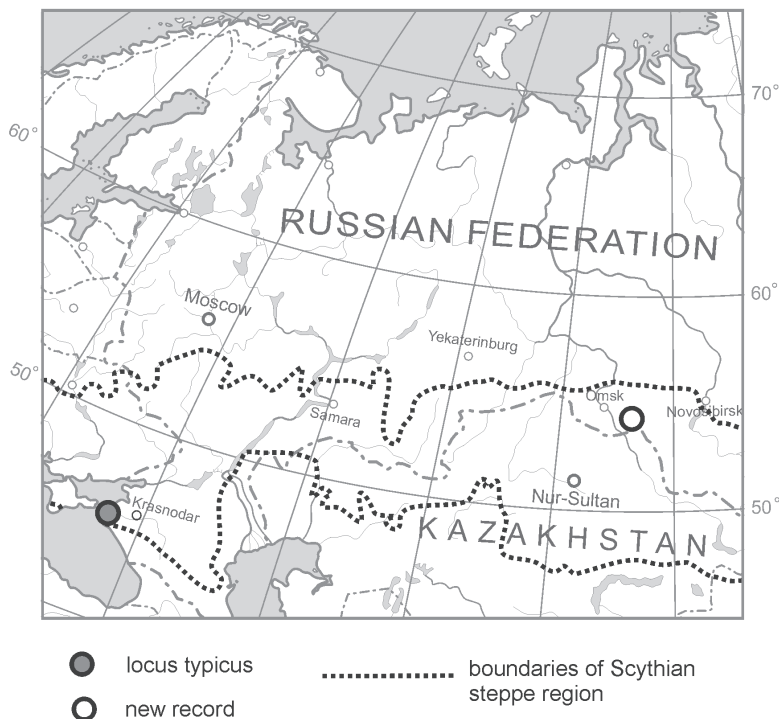 70°
60°
RUSSIAN FEDERATION
60°
Moscow
Yekaterinburg
50°
Omsk
Novosibirsk
Samara
Nur-Sultan
50°
Krasnodar
KAZAKHSTAN
locus typicus
boundaries of Scythian
steppe region
new record